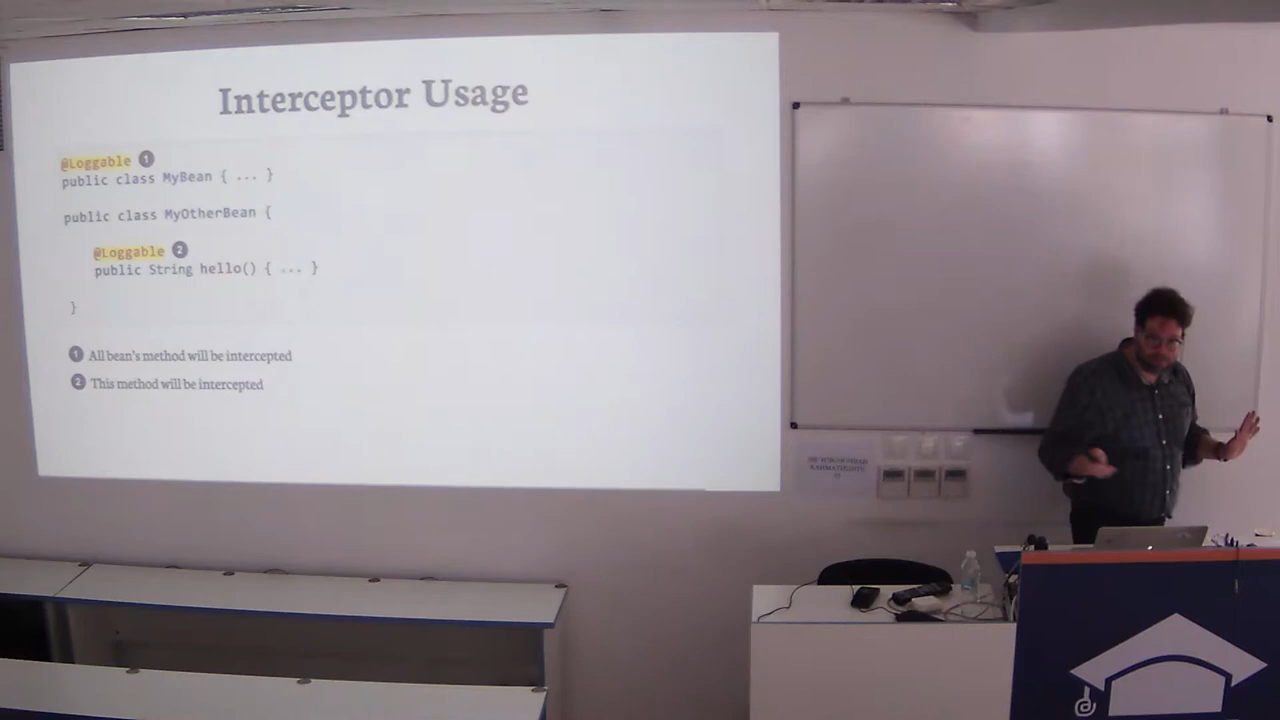 Interceptor Usage
@Loggable 1
public class MyBean { ... }
public class MyOtherBean {
@Loggable 2
public String hello() { ... }
}
1 All bean's method will be intercepted
2 This method will be intercepted